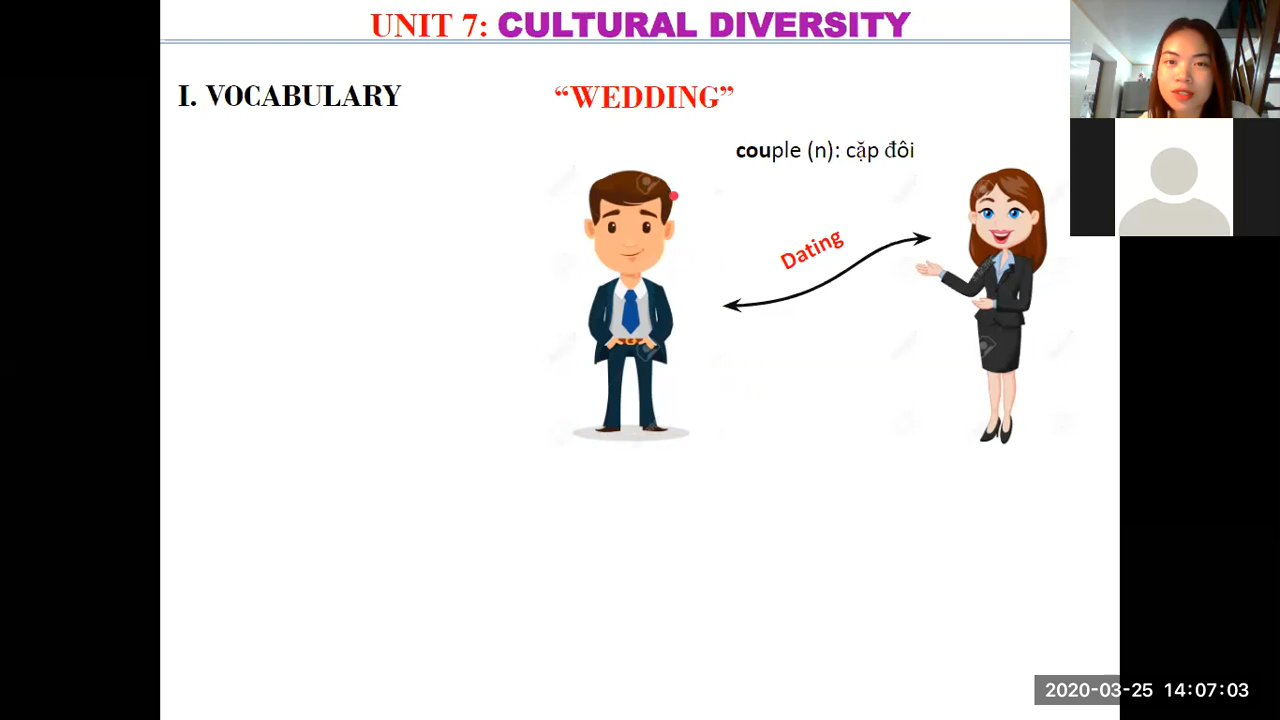 UNIT 7: CULTURAL DIVERSITY
I. VOCABULARY
“WEDDING”
couple (n): cặp đôi
Dating
2020-03-25 14:07:03